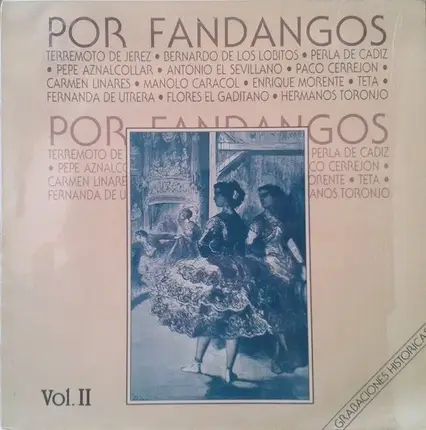 POR FANDANGOS
TERREMOTO DE JEREZ • BERNARDO DE LOS LOBITOS • PERLA DE CADIZ
• PEPE AZNALCOLLAR • ANTONIO EL SEVILLANO • PACO CERREJON •
CARMEN LINARES • MANOLO CARACOL • ENRIQUE MORENTE • TETA •
FERNANDA DE UTRERA • FLORES EL GADITANO • HERMANOS TORONJO
POR FANDANGOS
TERREMOTO DE PERLA DE CADIZ
• PEPE AZNALCOL CO CERREJON •
CARMEN LINARES ORENTE • TETA •
FERNANDA DE U ANOS TORONJO
Vol. II
GRABACIONES HISTORICAS